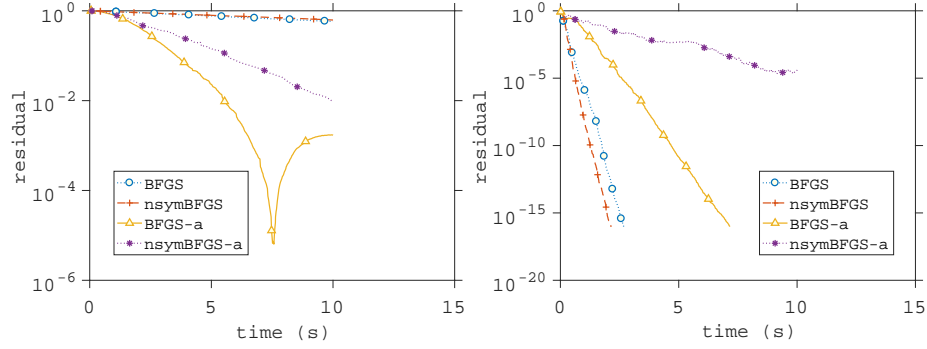 10^0
10^-2
10^-4
10^-6
residual
0 5 10 15
time (s)
BFGS
nsymBFGS
BFGS-a
nsymBFGS-a
10^0
10^-5
10^-10
10^-15
10^-20
residual
0 5 10 15
time (s)
BFGS
nsymBFGS
BFGS-a
nsymBFGS-a